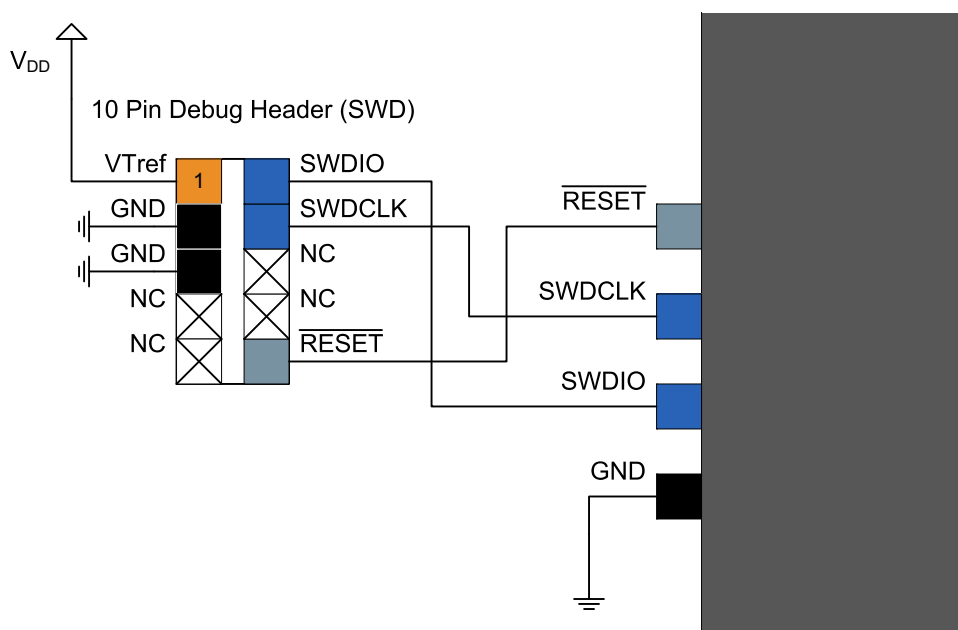 V_DD
10 Pin Debug Header (SWD)
VTref
1
SWDIO
GND
SWDCLK
GND
NC
NC
NC
NC
RESET
RESET
SWDCLK
SWDIO
GND